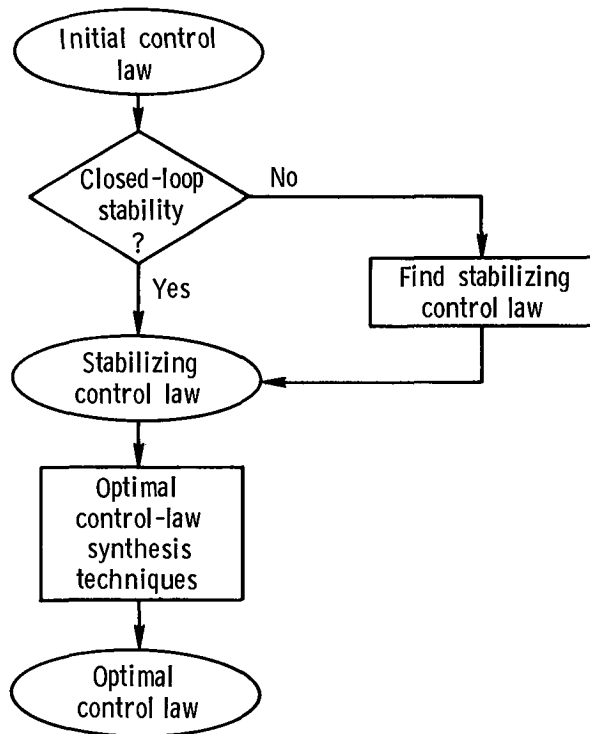 Initial control
law
Closed-loop
stability
?
No
Yes
Find stabilizing
control law
Stabilizing
control law
Optimal
control-law
synthesis
techniques
Optimal
control law